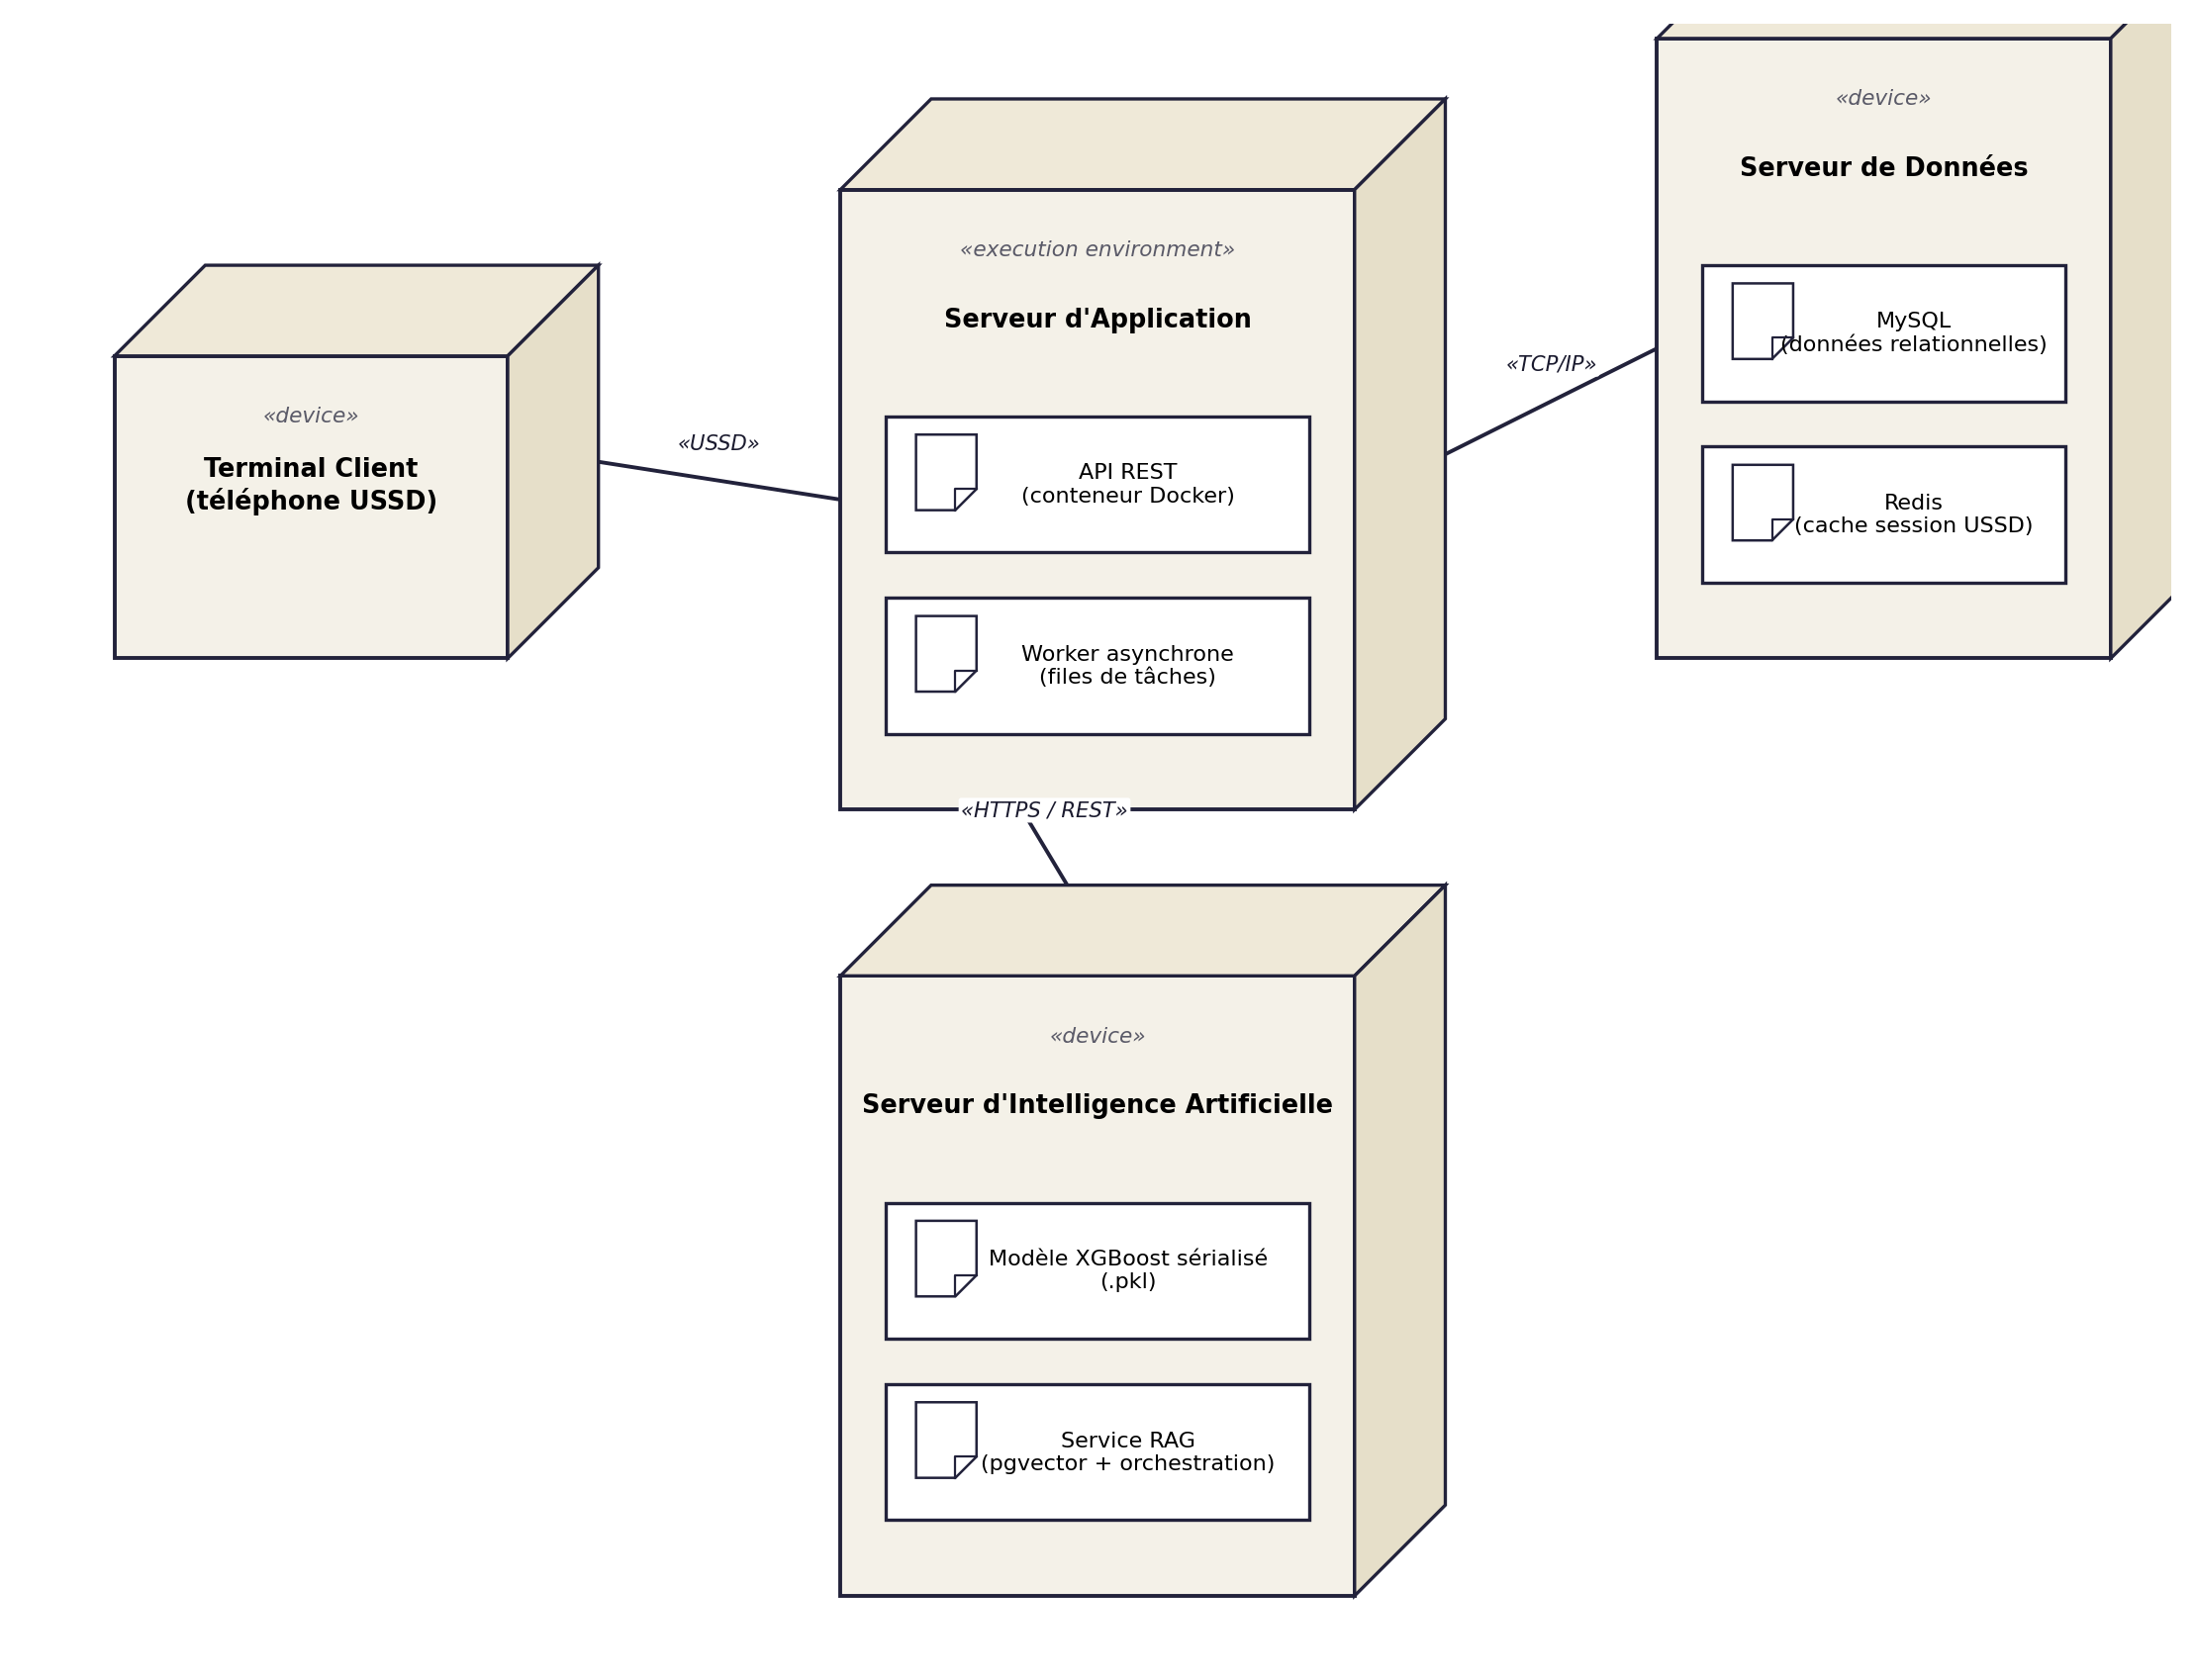 «device»
Terminal Client
(téléphone USSD)
«USSD»
«execution environment»
Serveur d'Application
API REST
(conteneur Docker)
Worker asynchrone
(files de tâches)
«TCP/IP»
«device»
Serveur de Données
MySQL
(données relationnelles)
Redis
(cache session USSD)
«HTTPS / REST»
«device»
Serveur d'Intelligence Artificielle
Modèle XGBoost sérialisé
(.pkl)
Service RAG
(pgvector + orchestration)